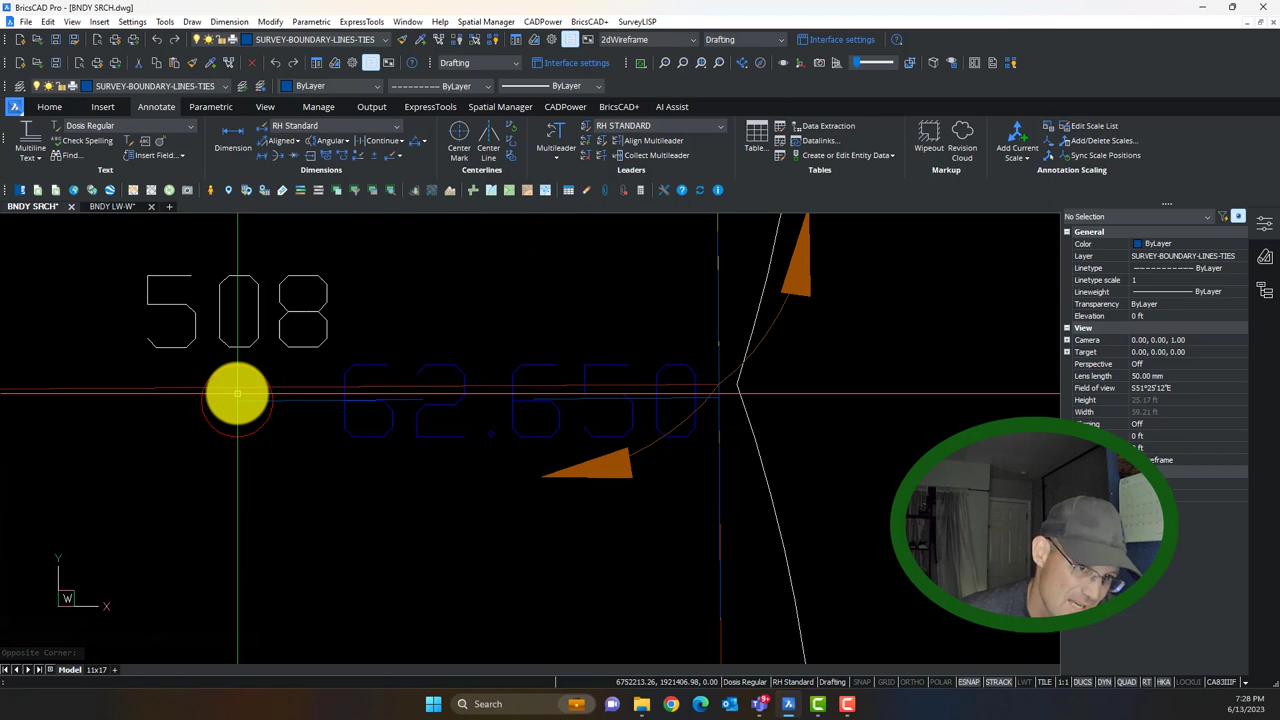 BricsCAD Pro - [BNDY SRCH.dwg]
File Edit View Insert Settings Tools Draw Dimension Modify Parametric ExpressTools Window Help Spatial Manager CADPower BricsCAD+ SurveyLISP
SURVEY-BOUNDARY-LINES-TIES 2dWireframe Drafting Interface settings
Drafting Interface settings
SURVEY-BOUNDARY-LINES-TIES ByLayer ByLayer ByLayer
Home Insert Annotate Parametric View Manage Output ExpressTools Spatial Manager CADPower BricsCAD+ AI Assist
Dosis Regular RH Standard RH STANDARD Data Extraction Edit Scale List
Check Spelling Aligned Angular Continue Align Multileader Datalinks... Add/Delete Scales...
Multiline Text Find... Insert Field... Dimension Center Mark Center Line Multileader Collect Multileader Table... Create or Edit Entity Data Wipeout Revision Cloud Add Current Scale Sync Scale Positions
Text Dimensions Centerlines Leaders Tables Markup Annotation Scaling
BNDY SRCH* BNDY LW-W*
No Selection
General
Color ByLayer
Layer SURVEY-BOUNDARY-LINES-TIES
Linetype ByLayer
Linetype scale 1
Lineweight ByLayer
Transparency ByLayer
Elevation 0 ft
View
Camera 0.00, 0.00, 1.00
Target 0.00, 0.00, 0.00
Perspective Off
Lens length 50.00 mm
Field of view S51°25'12"E
Height 25.17 ft
Width 59.21 ft
Off
0 ft
508
62.650
Y
W X
Opposite Corner:
Model 11x17
: 6752213.26, 1921406.98, 0.00 Dosis Regular RH Standard Drafting SNAP GRID ORTHO POLAR ESNAP STRACK LWT TILE 1:1 DUCS DYN QUAD RT HKA LOCKUI CA83IIIF
Search
7:28 PM
6/13/2023